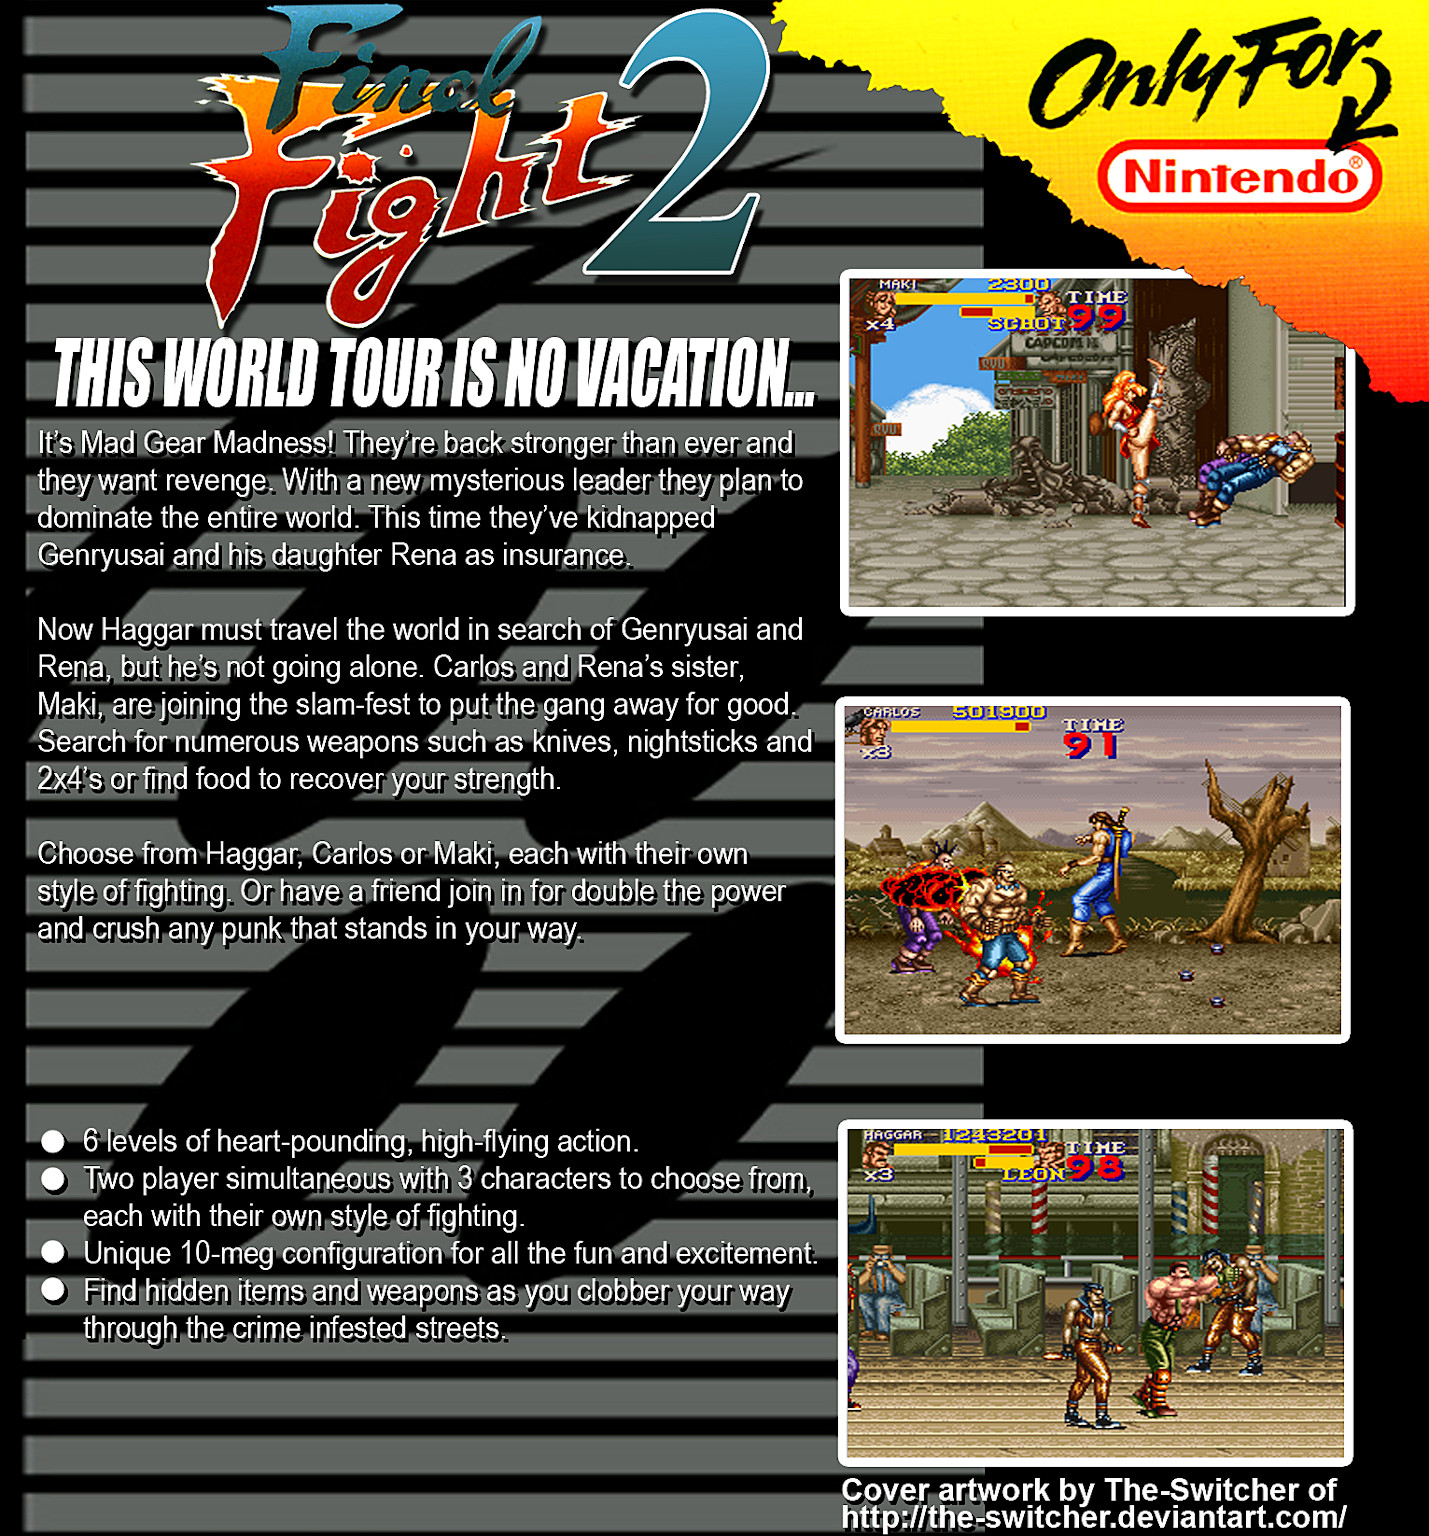 Final
Fight 2
Only For
Nintendo®
THIS WORLD TOUR IS NO VACATION...
It's Mad Gear Madness! They're back stronger than ever and
they want revenge. With a new mysterious leader they plan to
dominate the entire world. This time they've kidnapped
Genryusai and his daughter Rena as insurance.
Now Haggar must travel the world in search of Genryusai and
Rena, but he's not going alone. Carlos and Rena's sister,
Maki, are joining the slam-fest to put the gang away for good.
Search for numerous weapons such as knives, nightsticks and
2x4's or find food to recover your strength.
Choose from Haggar, Carlos or Maki, each with their own
style of fighting. Or have a friend join in for double the power
and crush any punk that stands in your way.
6 levels of heart-pounding, high-flying action.
Two player simultaneous with 3 characters to choose from,
each with their own style of fighting.
Unique 10-meg configuration for all the fun and excitement.
Find hidden items and weapons as you clobber your way
through the crime infested streets.
MAKI 2300
TIME
x4 SCHOT 99
CARLOS 501900
TIME
x3 91
HAGGAR 1243201
TIME
x3 LEON 98
Cover artwork by The-Switcher of
http://the-switcher.deviantart.com/